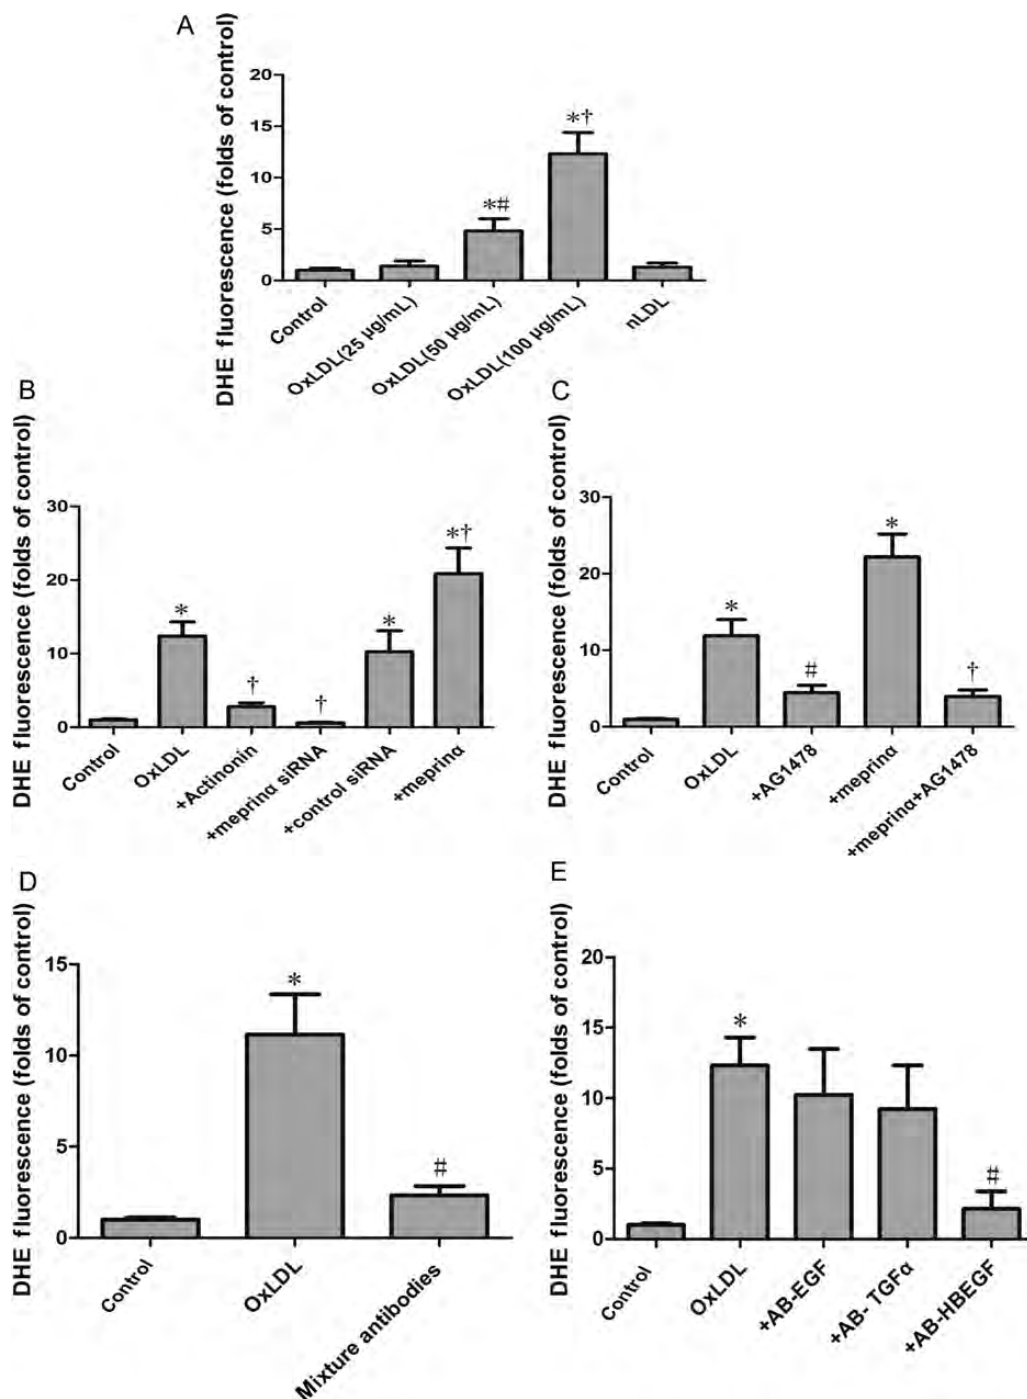 A
DHE fluorescence (folds of control)
20
15
10
5
0
*#
*†
Control
OxLDL(25 µg/mL)
OxLDL(50 µg/mL)
OxLDL(100 µg/mL)
nLDL
B
DHE fluorescence (folds of control)
30
20
10
0
*
†
†
*
*†
Control
OxLDL
+Actinonin
+meprinα siRNA
+control siRNA
+meprinα
C
DHE fluorescence (folds of control)
30
20
10
0
*
#
*
†
Control
OxLDL
+AG1478
+meprinα
+meprinα+AG1478
D
DHE fluorescence (folds of control)
15
10
5
0
*
#
Control
OxLDL
Mixture antibodies
E
DHE fluorescence (folds of control)
20
15
10
5
0
*
#
Control
OxLDL
+AB-EGF
+AB- TGFα
+AB-HBEGF